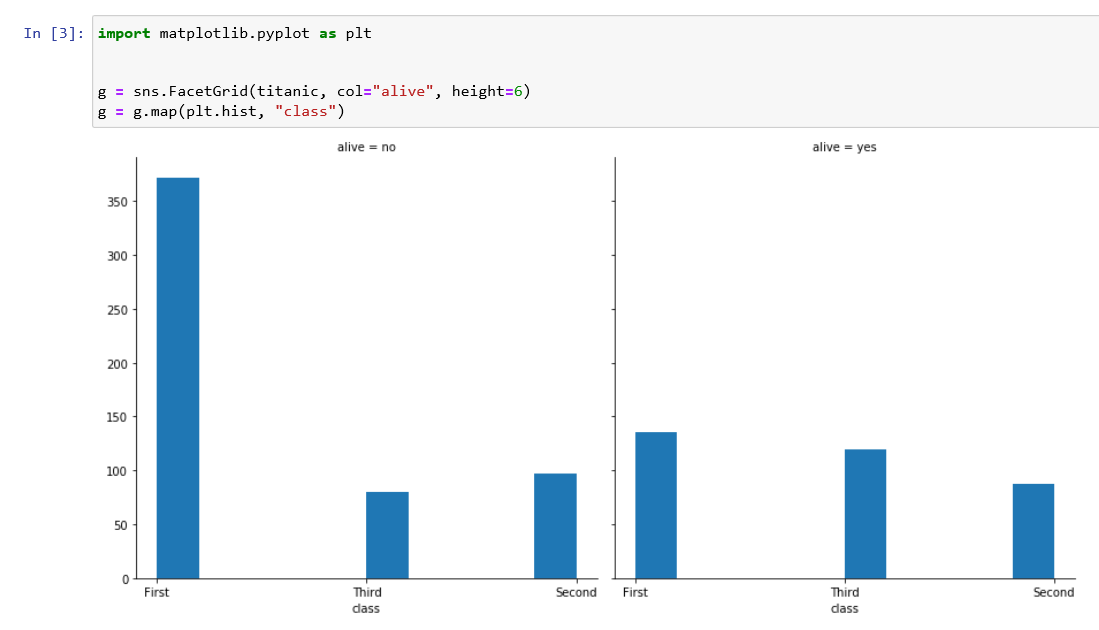 In [3]: import matplotlib.pyplot as plt
g = sns.FacetGrid(titanic, col="alive", height=6)
g = g.map(plt.hist, "class")
alive = no
alive = yes
350
300
250
200
150
100
50
0
First Third Second
class
First Third Second
class